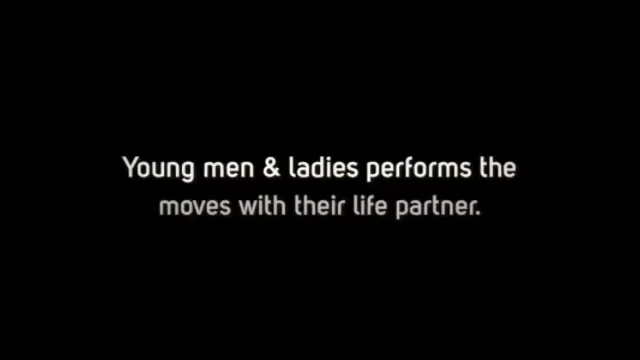 Young men & ladies performs the
moves with their life partner.